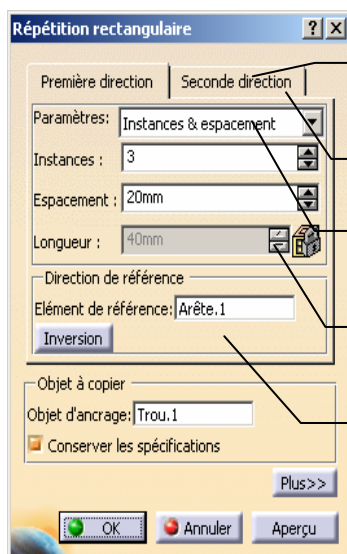 Répétition rectangulaire
Première direction Seconde direction
Paramètres: Instances & espacement
Instances : 3
Espacement : 20mm
Longueur : 40mm
Direction de référence
Elément de référence: Arête.1
Inversion
Objet à copier
Objet d'ancrage: Trou.1
Conserver les spécifications
Plus>>
OK Annuler Aperçu